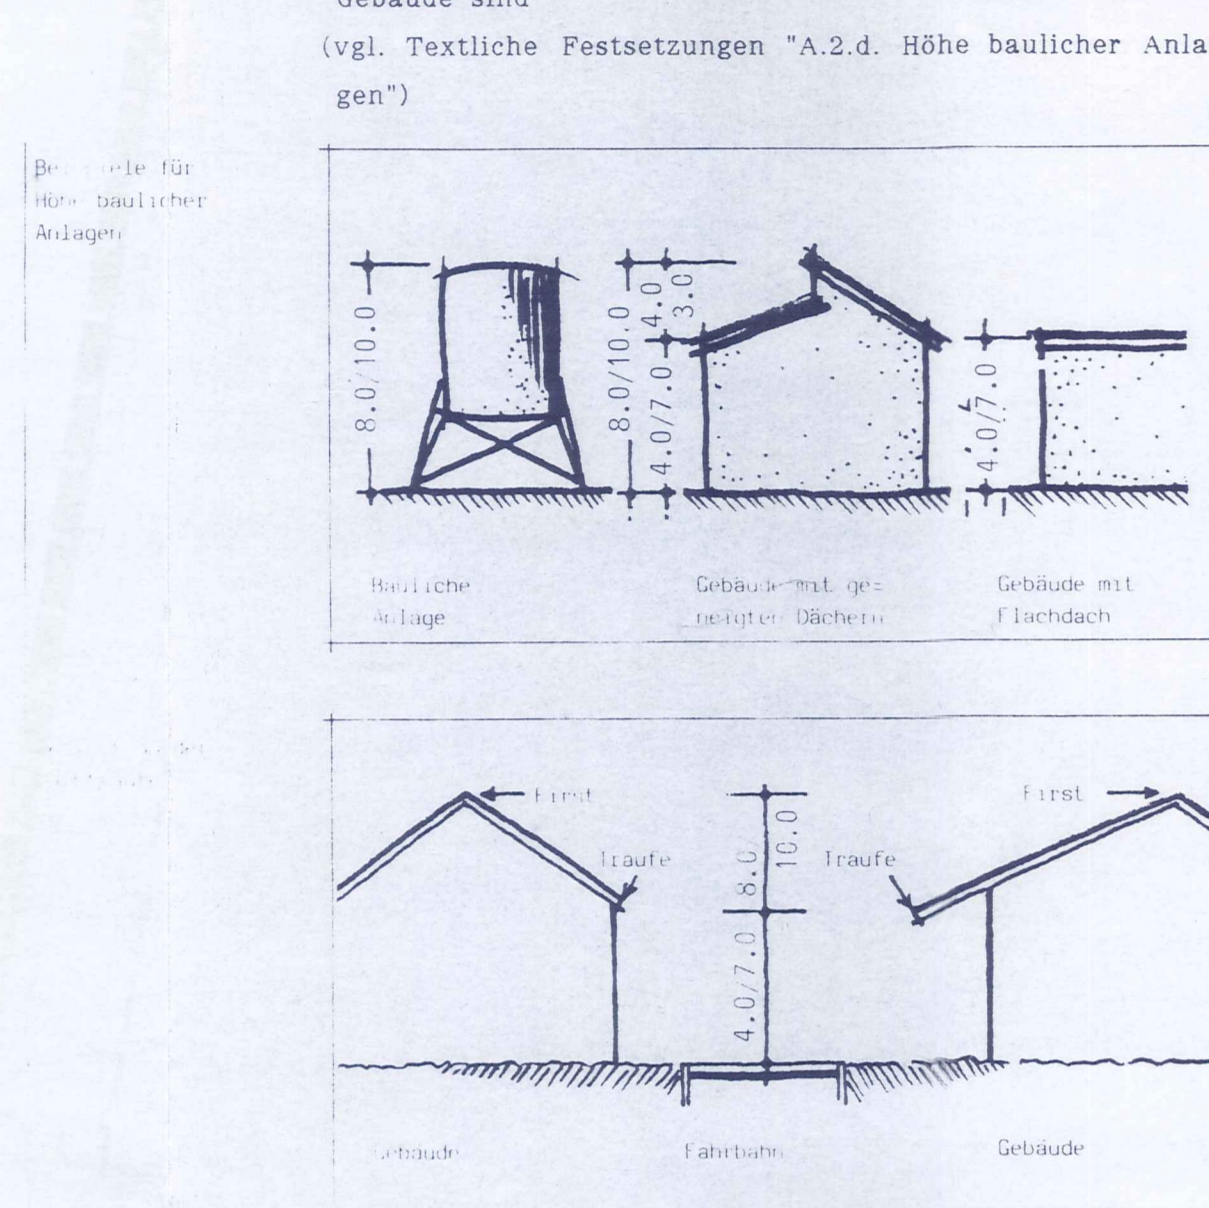 Gebäude sind
(vgl. Textliche Festsetzungen "A.2.d. Höhe baulicher Anla
gen")
Beispiele für
Höhe baulicher
Anlagen
8.0/10.0
8.0/10.0
4.0/7.0
4.0
3.0
4.0/7.0
Bauliche
Anlage
Gebäude mit ge=
neigten Dächern
Gebäude mit
Flachdach
First
First
Traufe
8.0/
10.0
Traufe
4.0/7.0
Gebäude
Fahrbahn
Gebäude